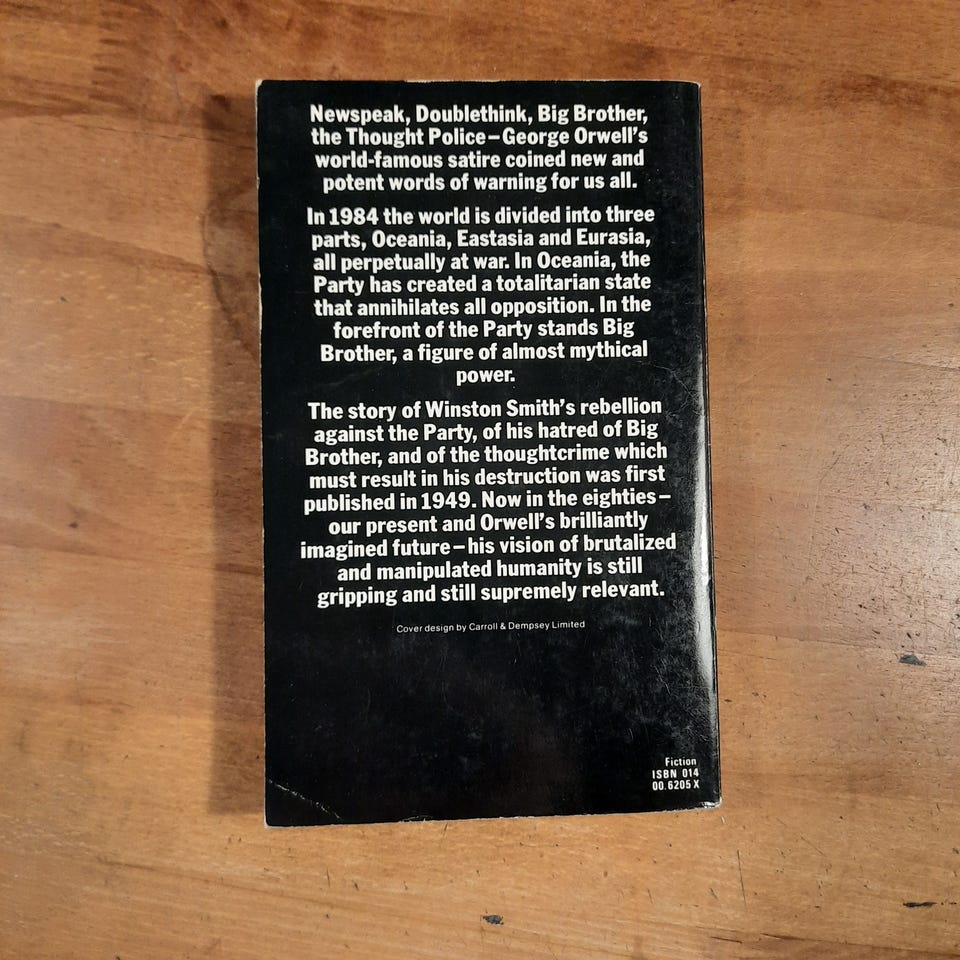 Newspeak, Doublethink, Big Brother,
the Thought Police–George Orwell's
world-famous satire coined new and
potent words of warning for us all.
In 1984 the world is divided into three
parts, Oceania, Eastasia and Eurasia,
all perpetually at war. In Oceania, the
Party has created a totalitarian state
that annihilates all opposition. In the
forefront of the Party stands Big
Brother, a figure of almost mythical
power.
The story of Winston Smith's rebellion
against the Party, of his hatred of Big
Brother, and of the thoughtcrime which
must result in his destruction was first
published in 1949. Now in the eighties–
our present and Orwell's brilliantly
imagined future–his vision of brutalized
and manipulated humanity is still
gripping and still supremely relevant.
Cover design by Carroll & Dempsey Limited
Fiction
ISBN 014
00.6205 X